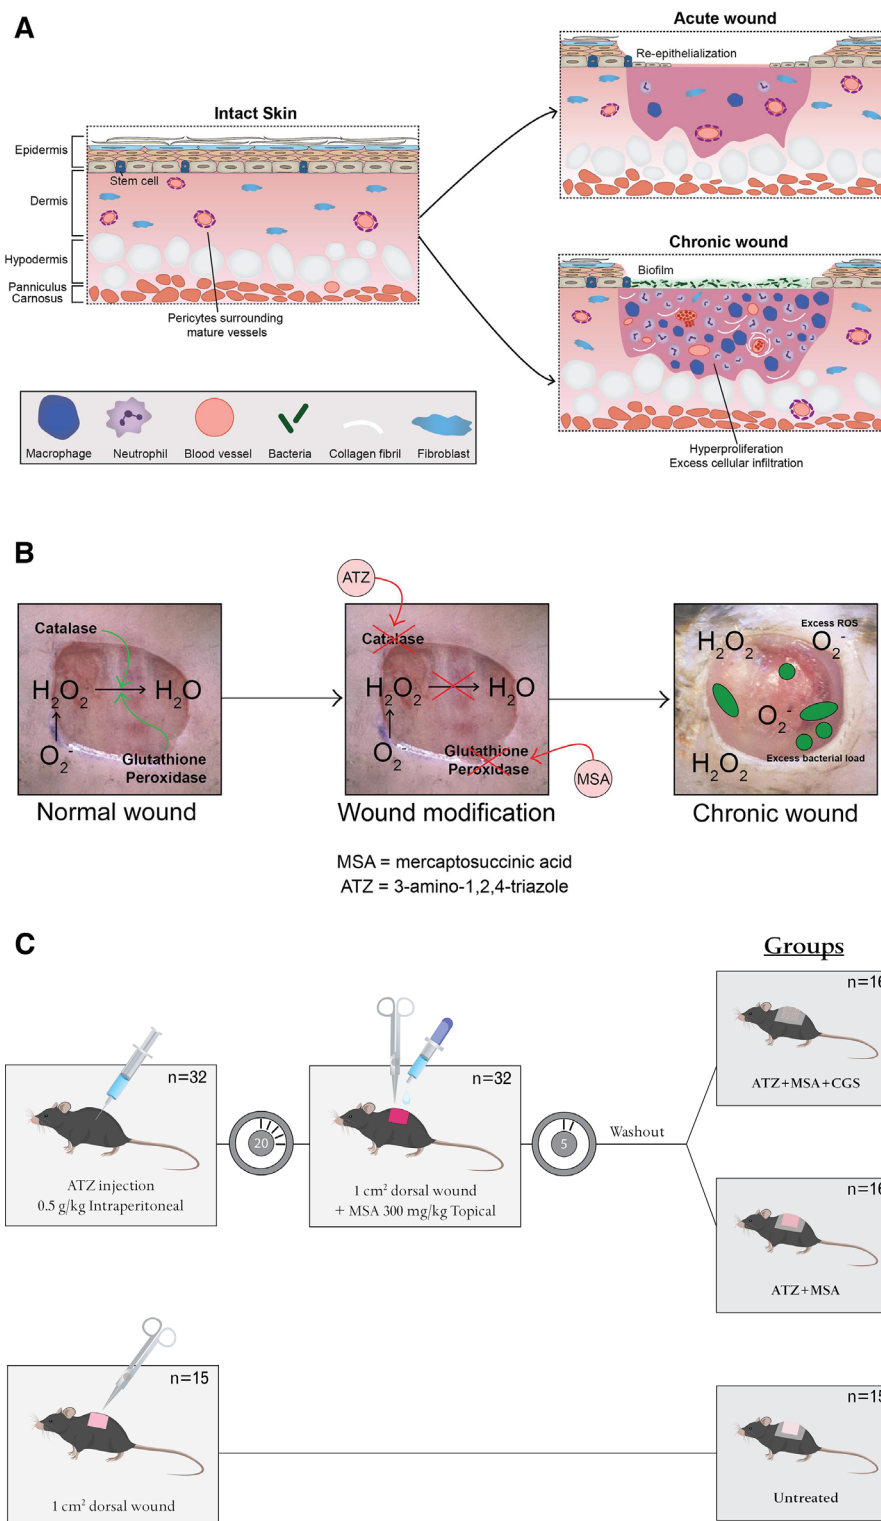 A
Intact Skin
Epidermis
Stem cell
Dermis
Hypodermis
Panniculus
Carnosus
Pericytes surrounding
mature vessels
Acute wound
Re-epithelialization
Chronic wound
Biofilm
Hyperproliferation
Excess cellular infiltration
Macrophage
Neutrophil
Blood vessel
Bacteria
Collagen fibril
Fibroblast
B
Catalase
H₂O₂
H₂O
O₂⁻
Glutathione
Peroxidase
Normal wound
ATZ
Catalase
H₂O₂
H₂O
O₂⁻
Glutathione
Peroxidase
MSA
Wound modification
Excess ROS
H₂O₂
O₂⁻
O₂⁻
H₂O₂
Excess bacterial load
Chronic wound
MSA = mercaptosuccinic acid
ATZ = 3-amino-1,2,4-triazole
C
Groups
n=32
ATZ injection
0.5 g/kg Intraperitoneal
20
n=32
1 cm² dorsal wound
+ MSA 300 mg/kg Topical
5
Washout
n=16
ATZ+MSA+CGS
n=16
ATZ+MSA
n=15
1 cm² dorsal wound
n=15
Untreated